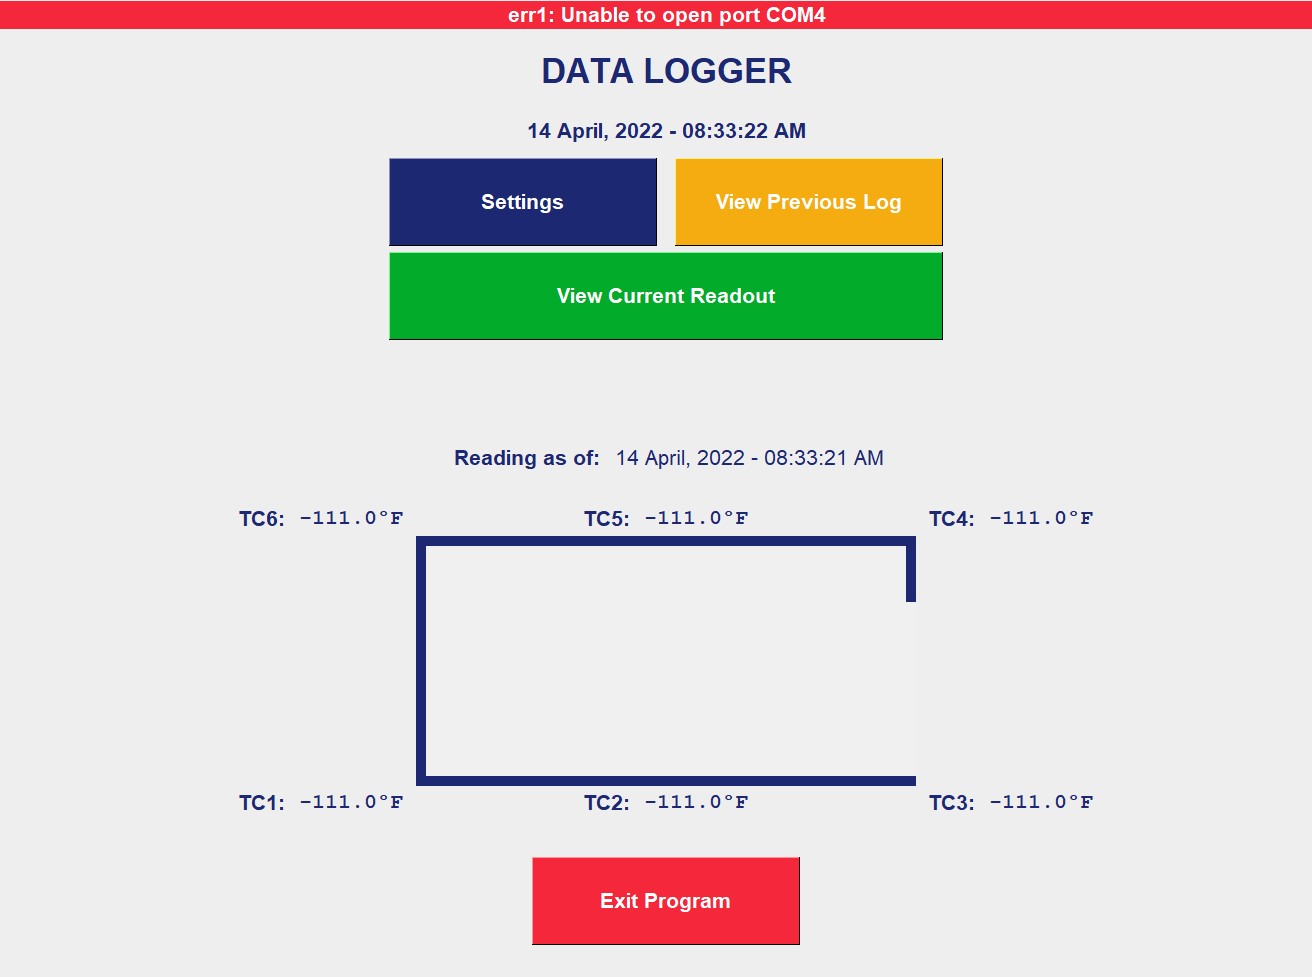 err1: Unable to open port COM4
DATA LOGGER
14 April, 2022 - 08:33:22 AM
Settings
View Previous Log
View Current Readout
Reading as of: 14 April, 2022 - 08:33:21 AM
TC6: -111.0°F
TC5: -111.0°F
TC4: -111.0°F
TC1: -111.0°F
TC2: -111.0°F
TC3: -111.0°F
Exit Program